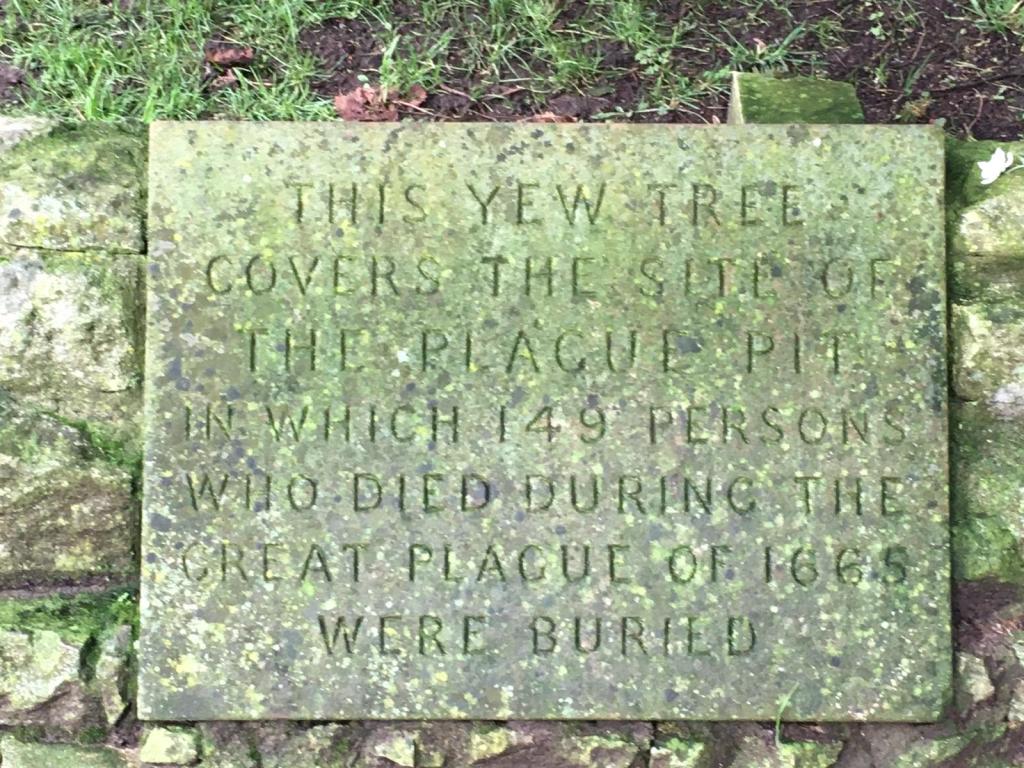 THIS YEW TREE
COVERS THE SITE OF
THE PLAGUE PIT
IN WHICH 149 PERSONS
WHO DIED DURING THE
GREAT PLAGUE OF 1665
WERE BURIED